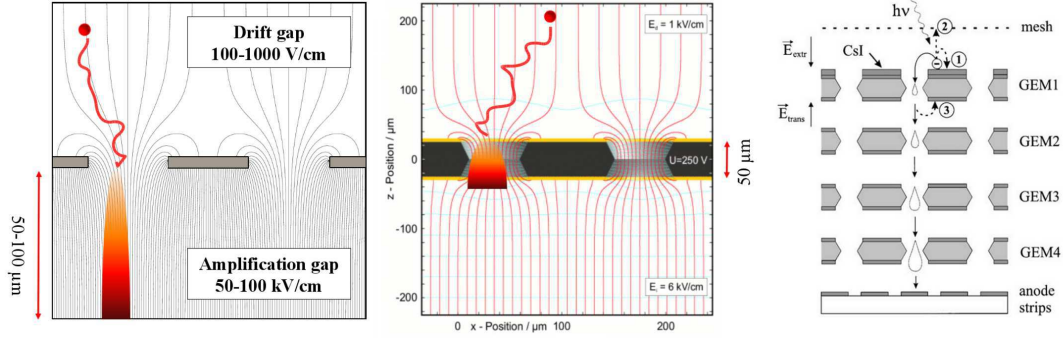 Drift gap
100-1000 V/cm
50-100 μm
Amplification gap
50-100 kV/cm
z - Position / μm
200
100
0
-100
-200
E_d = 1 kV/cm
U=250 V
E_i = 6 kV/cm
0 x - Position / μm 100 200
50 μm
hν
2
mesh
E_extr
CsI
1
GEM1
E_trans
3
GEM2
GEM3
GEM4
anode
strips